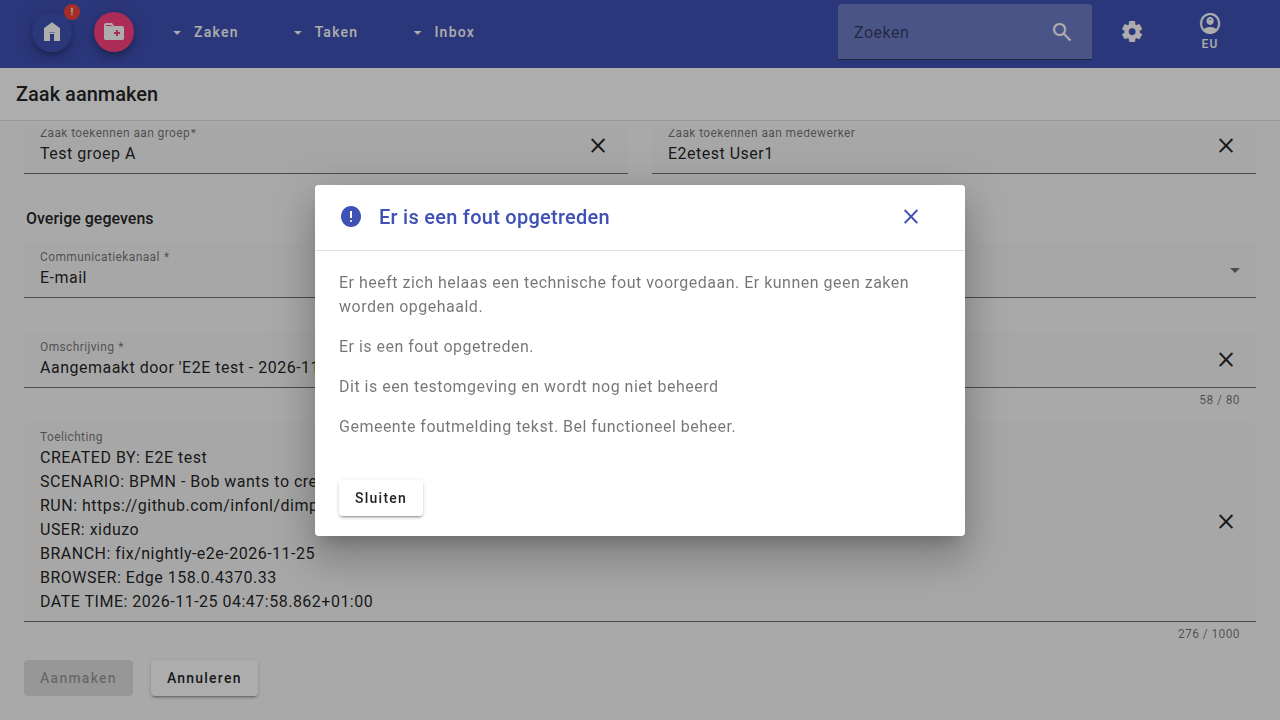 !
Zaken
Taken
Inbox
Zoeken
EU
Zaak aanmaken
Zaak toekennen aan groep*
Test groep A
Zaak toekennen aan medewerker
E2etest User1
Overige gegevens
Communicatiekanaal *
E-mail
Omschrijving *
Aangemaakt door 'E2E test - 2026-11
58 / 80
Toelichting
CREATED BY: E2E test
SCENARIO: BPMN - Bob wants to cre
RUN: https://github.com/infonl/dimp
USER: xiduzo
BRANCH: fix/nightly-e2e-2026-11-25
BROWSER: Edge 158.0.4370.33
DATE TIME: 2026-11-25 04:47:58.862+01:00
276 / 1000
Aanmaken
Annuleren
Er is een fout opgetreden
Er heeft zich helaas een technische fout voorgedaan. Er kunnen geen zaken
worden opgehaald.
Er is een fout opgetreden.
Dit is een testomgeving en wordt nog niet beheerd
Gemeente foutmelding tekst. Bel functioneel beheer.
Sluiten